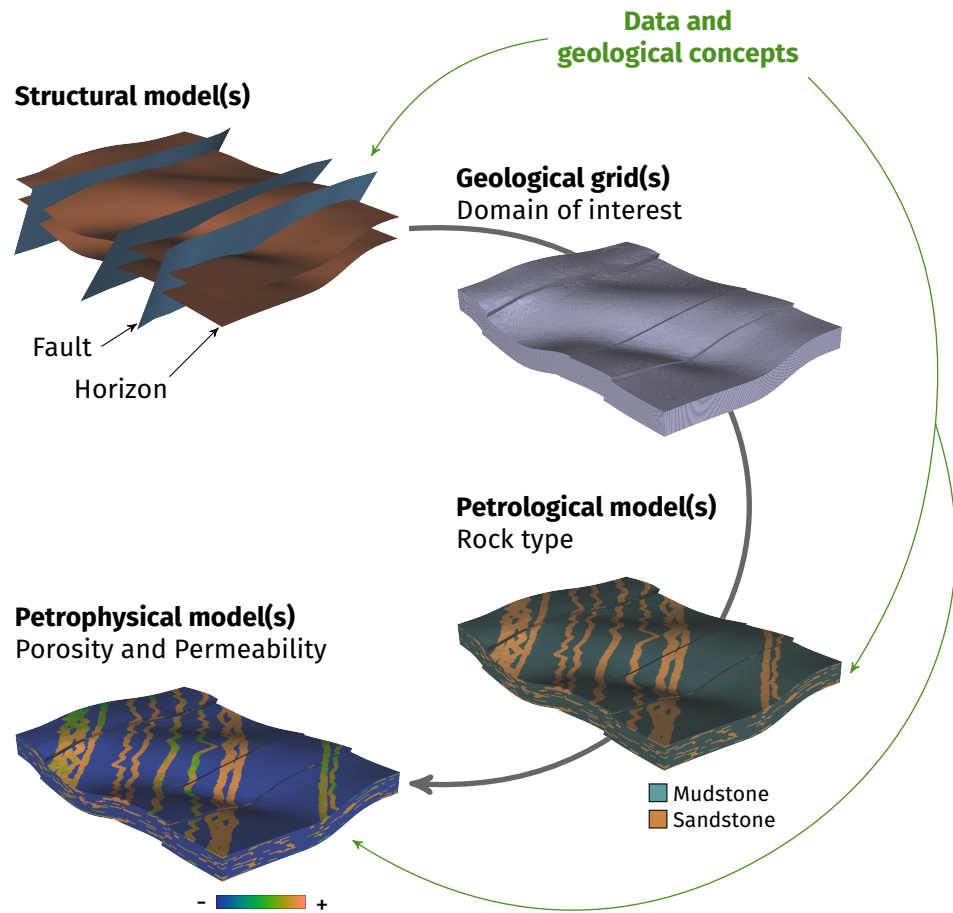 Data and
geological concepts
Structural model(s)
Fault
Horizon
Geological grid(s)
Domain of interest
Petrological model(s)
Rock type
Mudstone
Sandstone
Petrophysical model(s)
Porosity and Permeability
- +